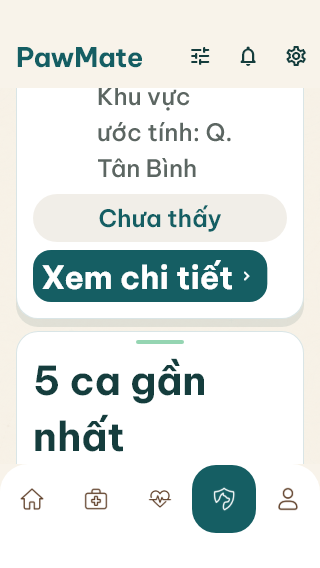 PawMate
Khu vực
ước tính: Q.
Tân Bình
Chưa thấy
Xem chi tiết
5 ca gần
nhất